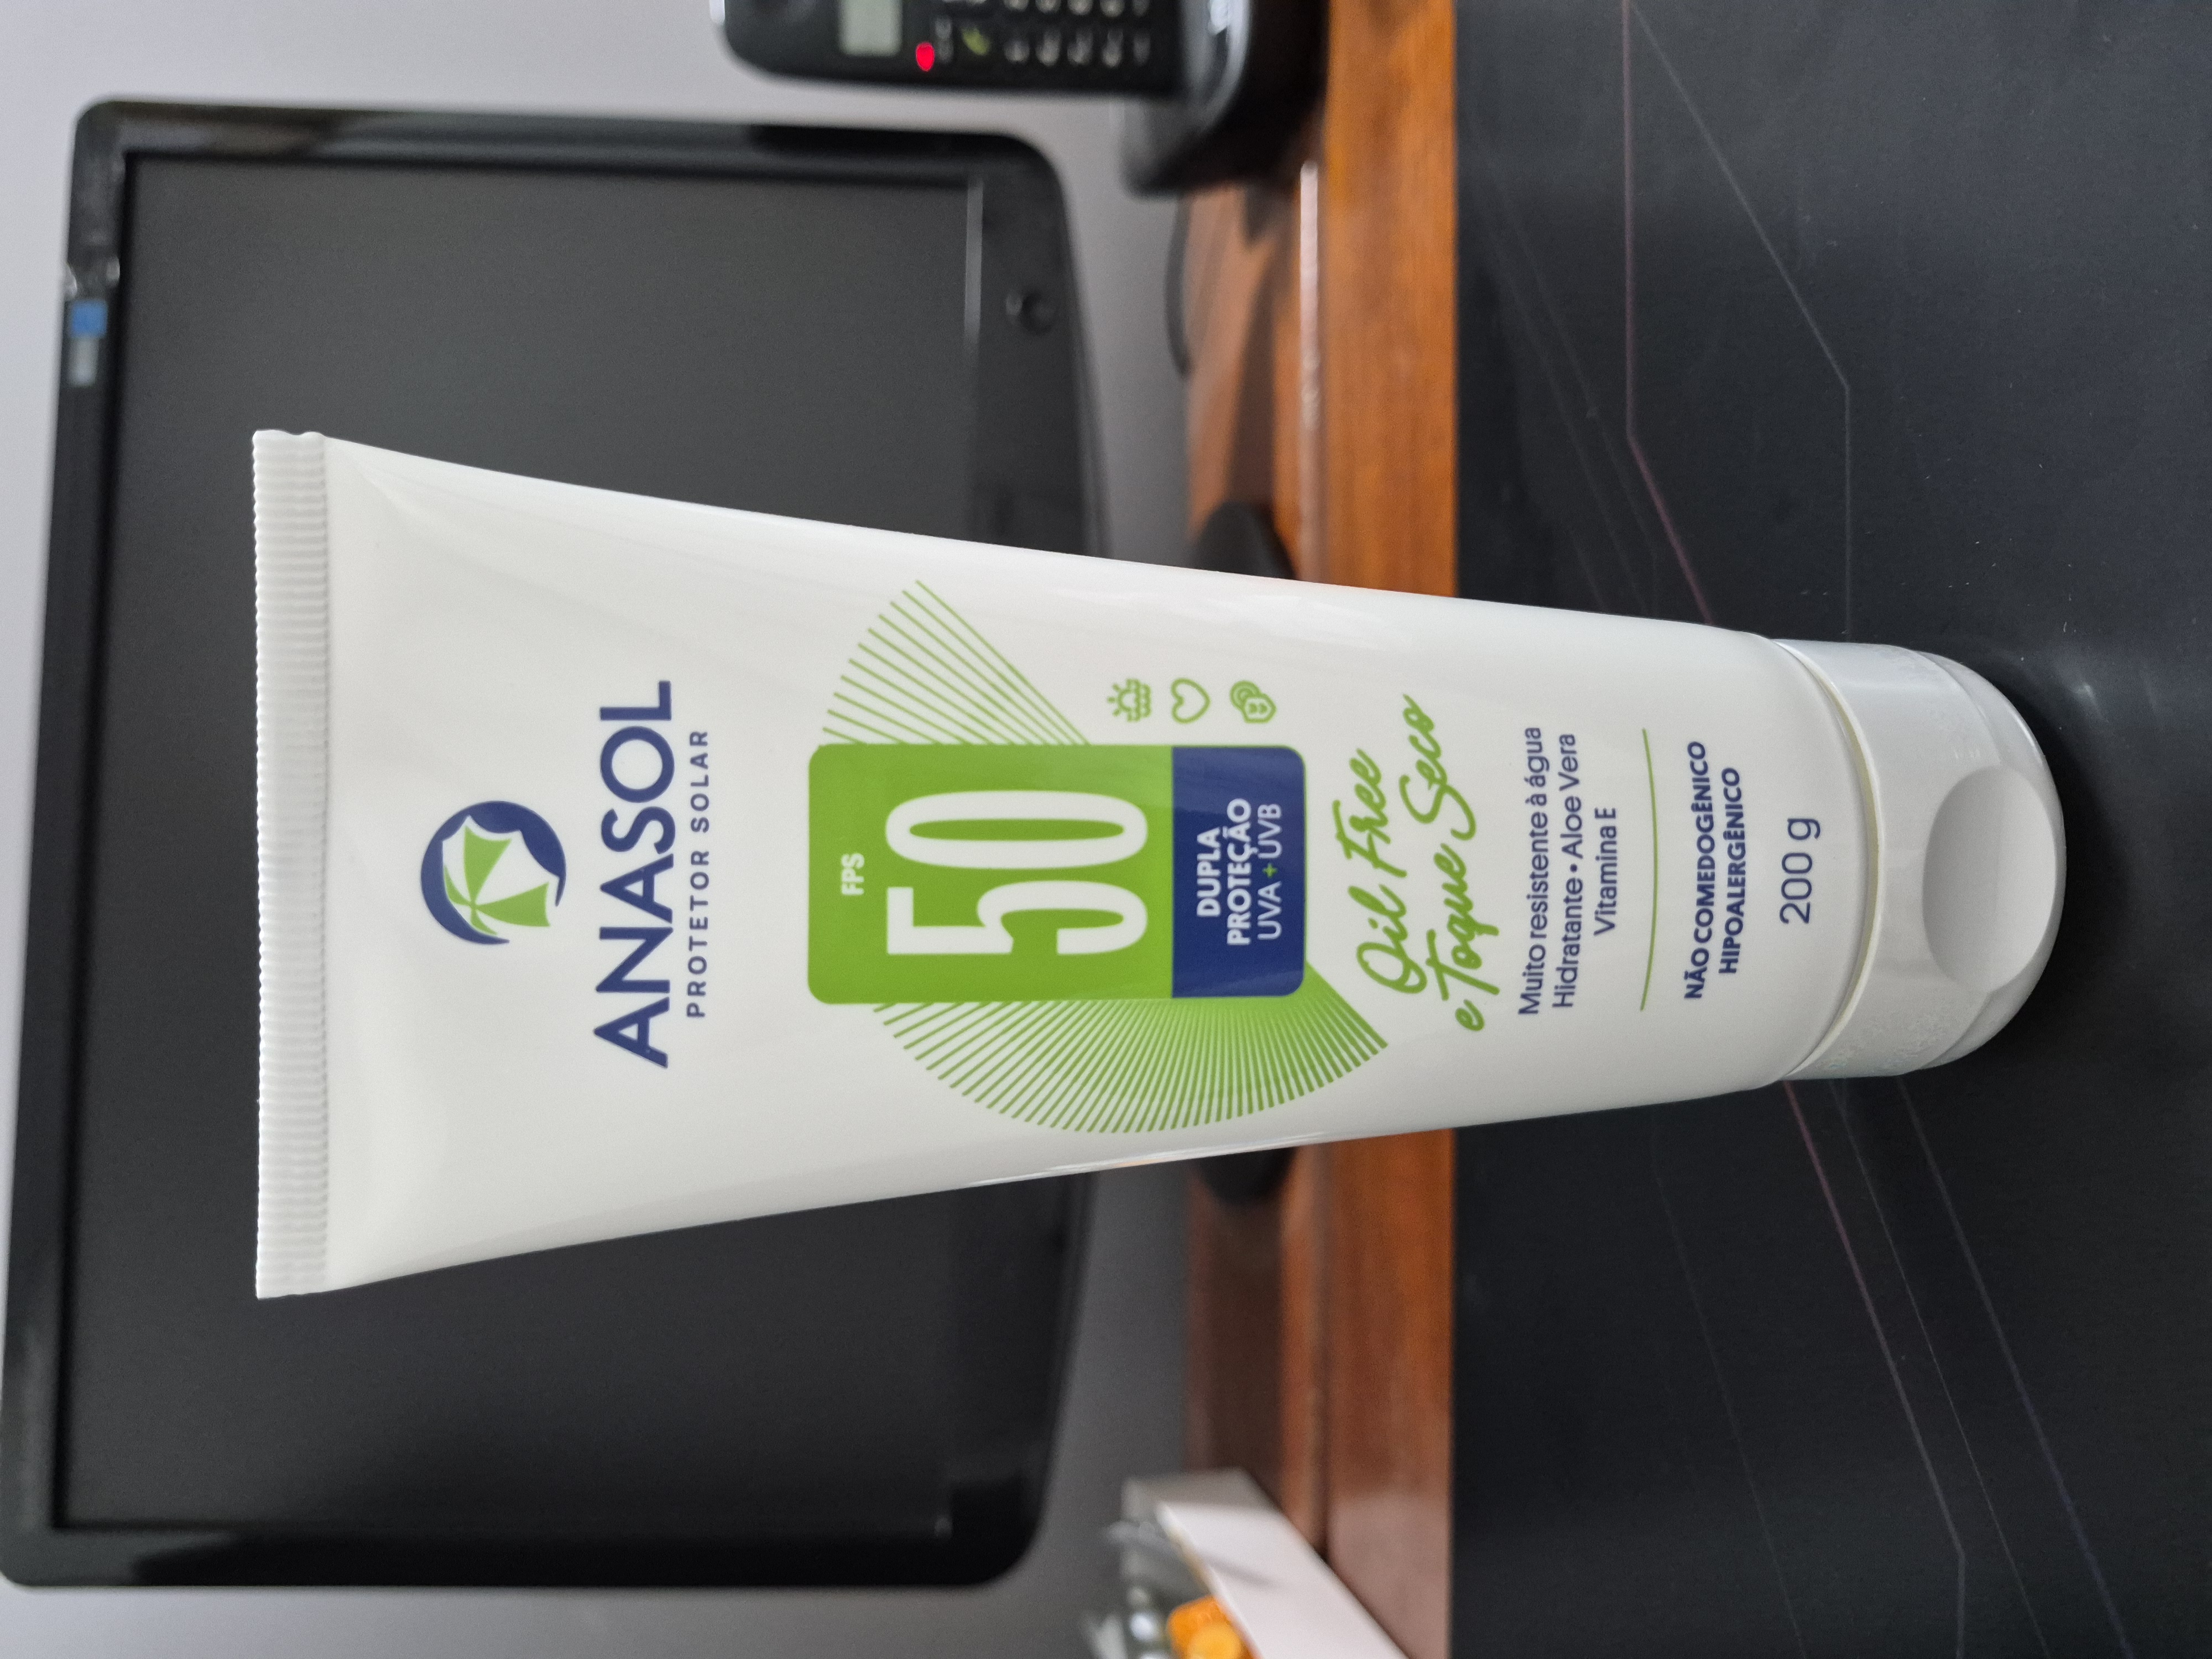 ANASOL
PROTETOR SOLAR
FPS
50
DUPLA
PROTEÇÃO
UVA + UVB
Oil Free
e Toque Seco
Muito resistente à água
Hidratante • Aloe Vera
Vitamina E
NÃO COMEDOGÊNICO
HIPOALERGÊNICO
200 g